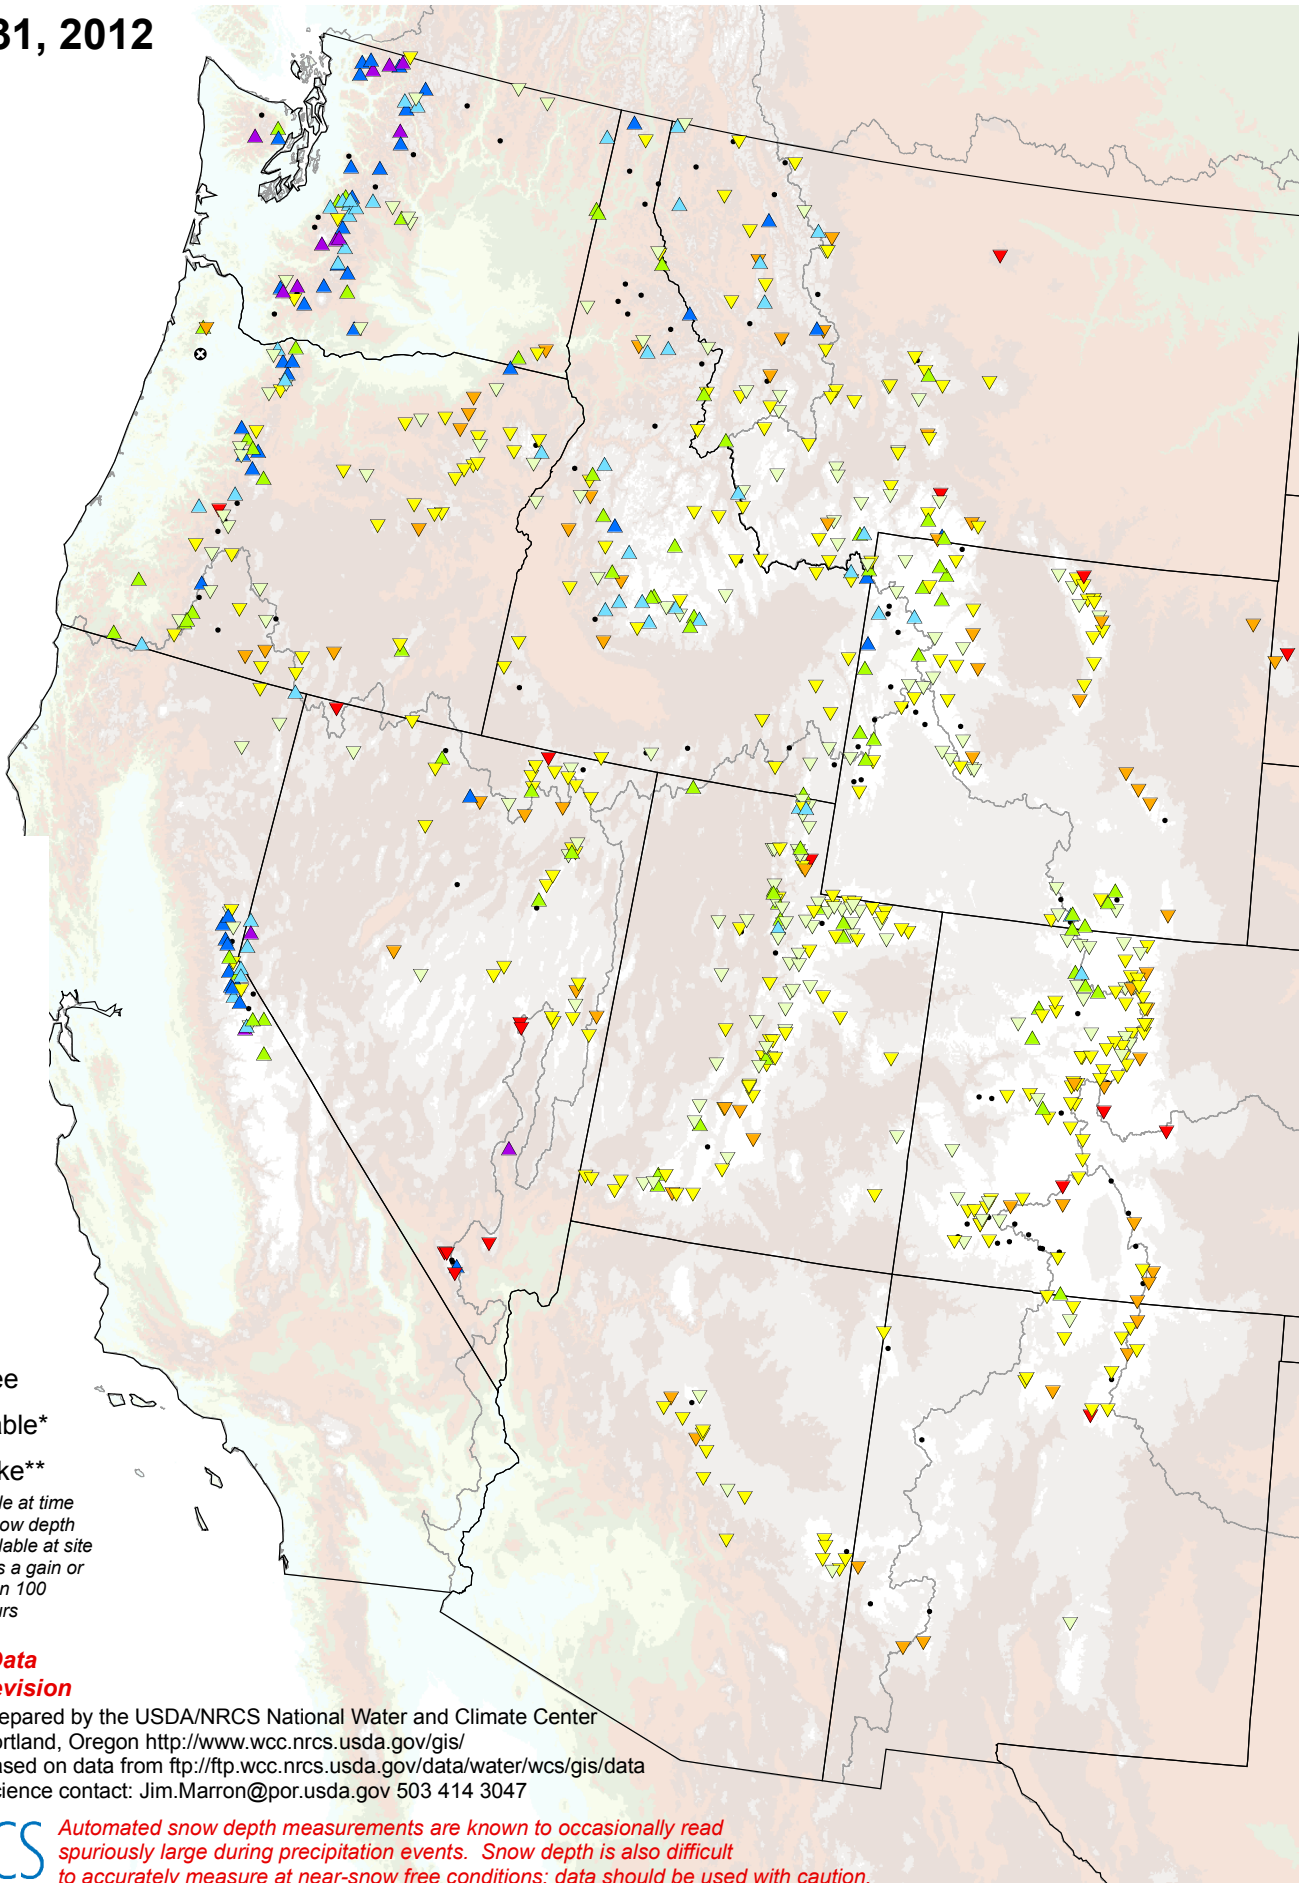 31, 2012
ee
able*
ke**
le at time
ow depth
lable at site
s a gain or
n 100
urs
Data
evision
epared by the USDA/NRCS National Water and Climate Center
ortland, Oregon http://www.wcc.nrcs.usda.gov/gis/
ased on data from ftp://ftp.wcc.nrcs.usda.gov/data/water/wcs/gis/data
cience contact: Jim.Marron@por.usda.gov 503 414 3047
CS
Automated snow depth measurements are known to occasionally read
spuriously large during precipitation events. Snow depth is also difficult
to accurately measure at near-snow free conditions; data should be used with caution.